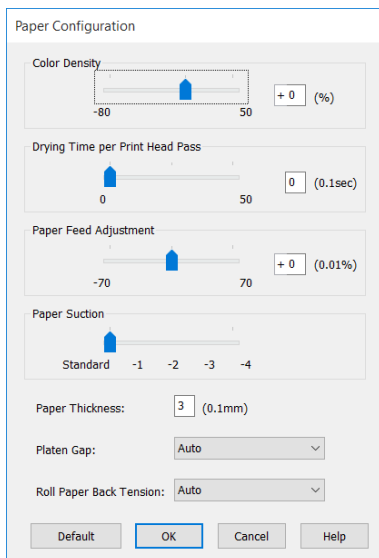 Paper Configuration
Color Density
+ 0 (%)
-80 50
Drying Time per Print Head Pass
0 (0.1sec)
0 50
Paper Feed Adjustment
+ 0 (0.01%)
-70 70
Paper Suction
Standard -1 -2 -3 -4
Paper Thickness: 3 (0.1mm)
Platen Gap: Auto
Roll Paper Back Tension: Auto
Default OK Cancel Help